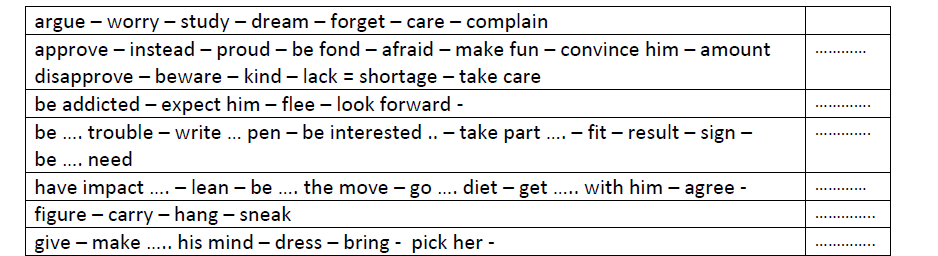 argue – worry – study – dream – forget – care – complain
approve – instead – proud – be fond – afraid – make fun – convince him – amount ............
disapprove – beware – kind – lack = shortage – take care
be addicted – expect him – flee – look forward - .............
be .... trouble – write ... pen – be interested .. – take part .... – fit – result – sign – .............
be .... need
have impact .... – lean – be .... the move – go .... diet – get ..... with him – agree - ............
figure – carry – hang – sneak ..............
give – make ..... his mind – dress – bring - pick her - ..............